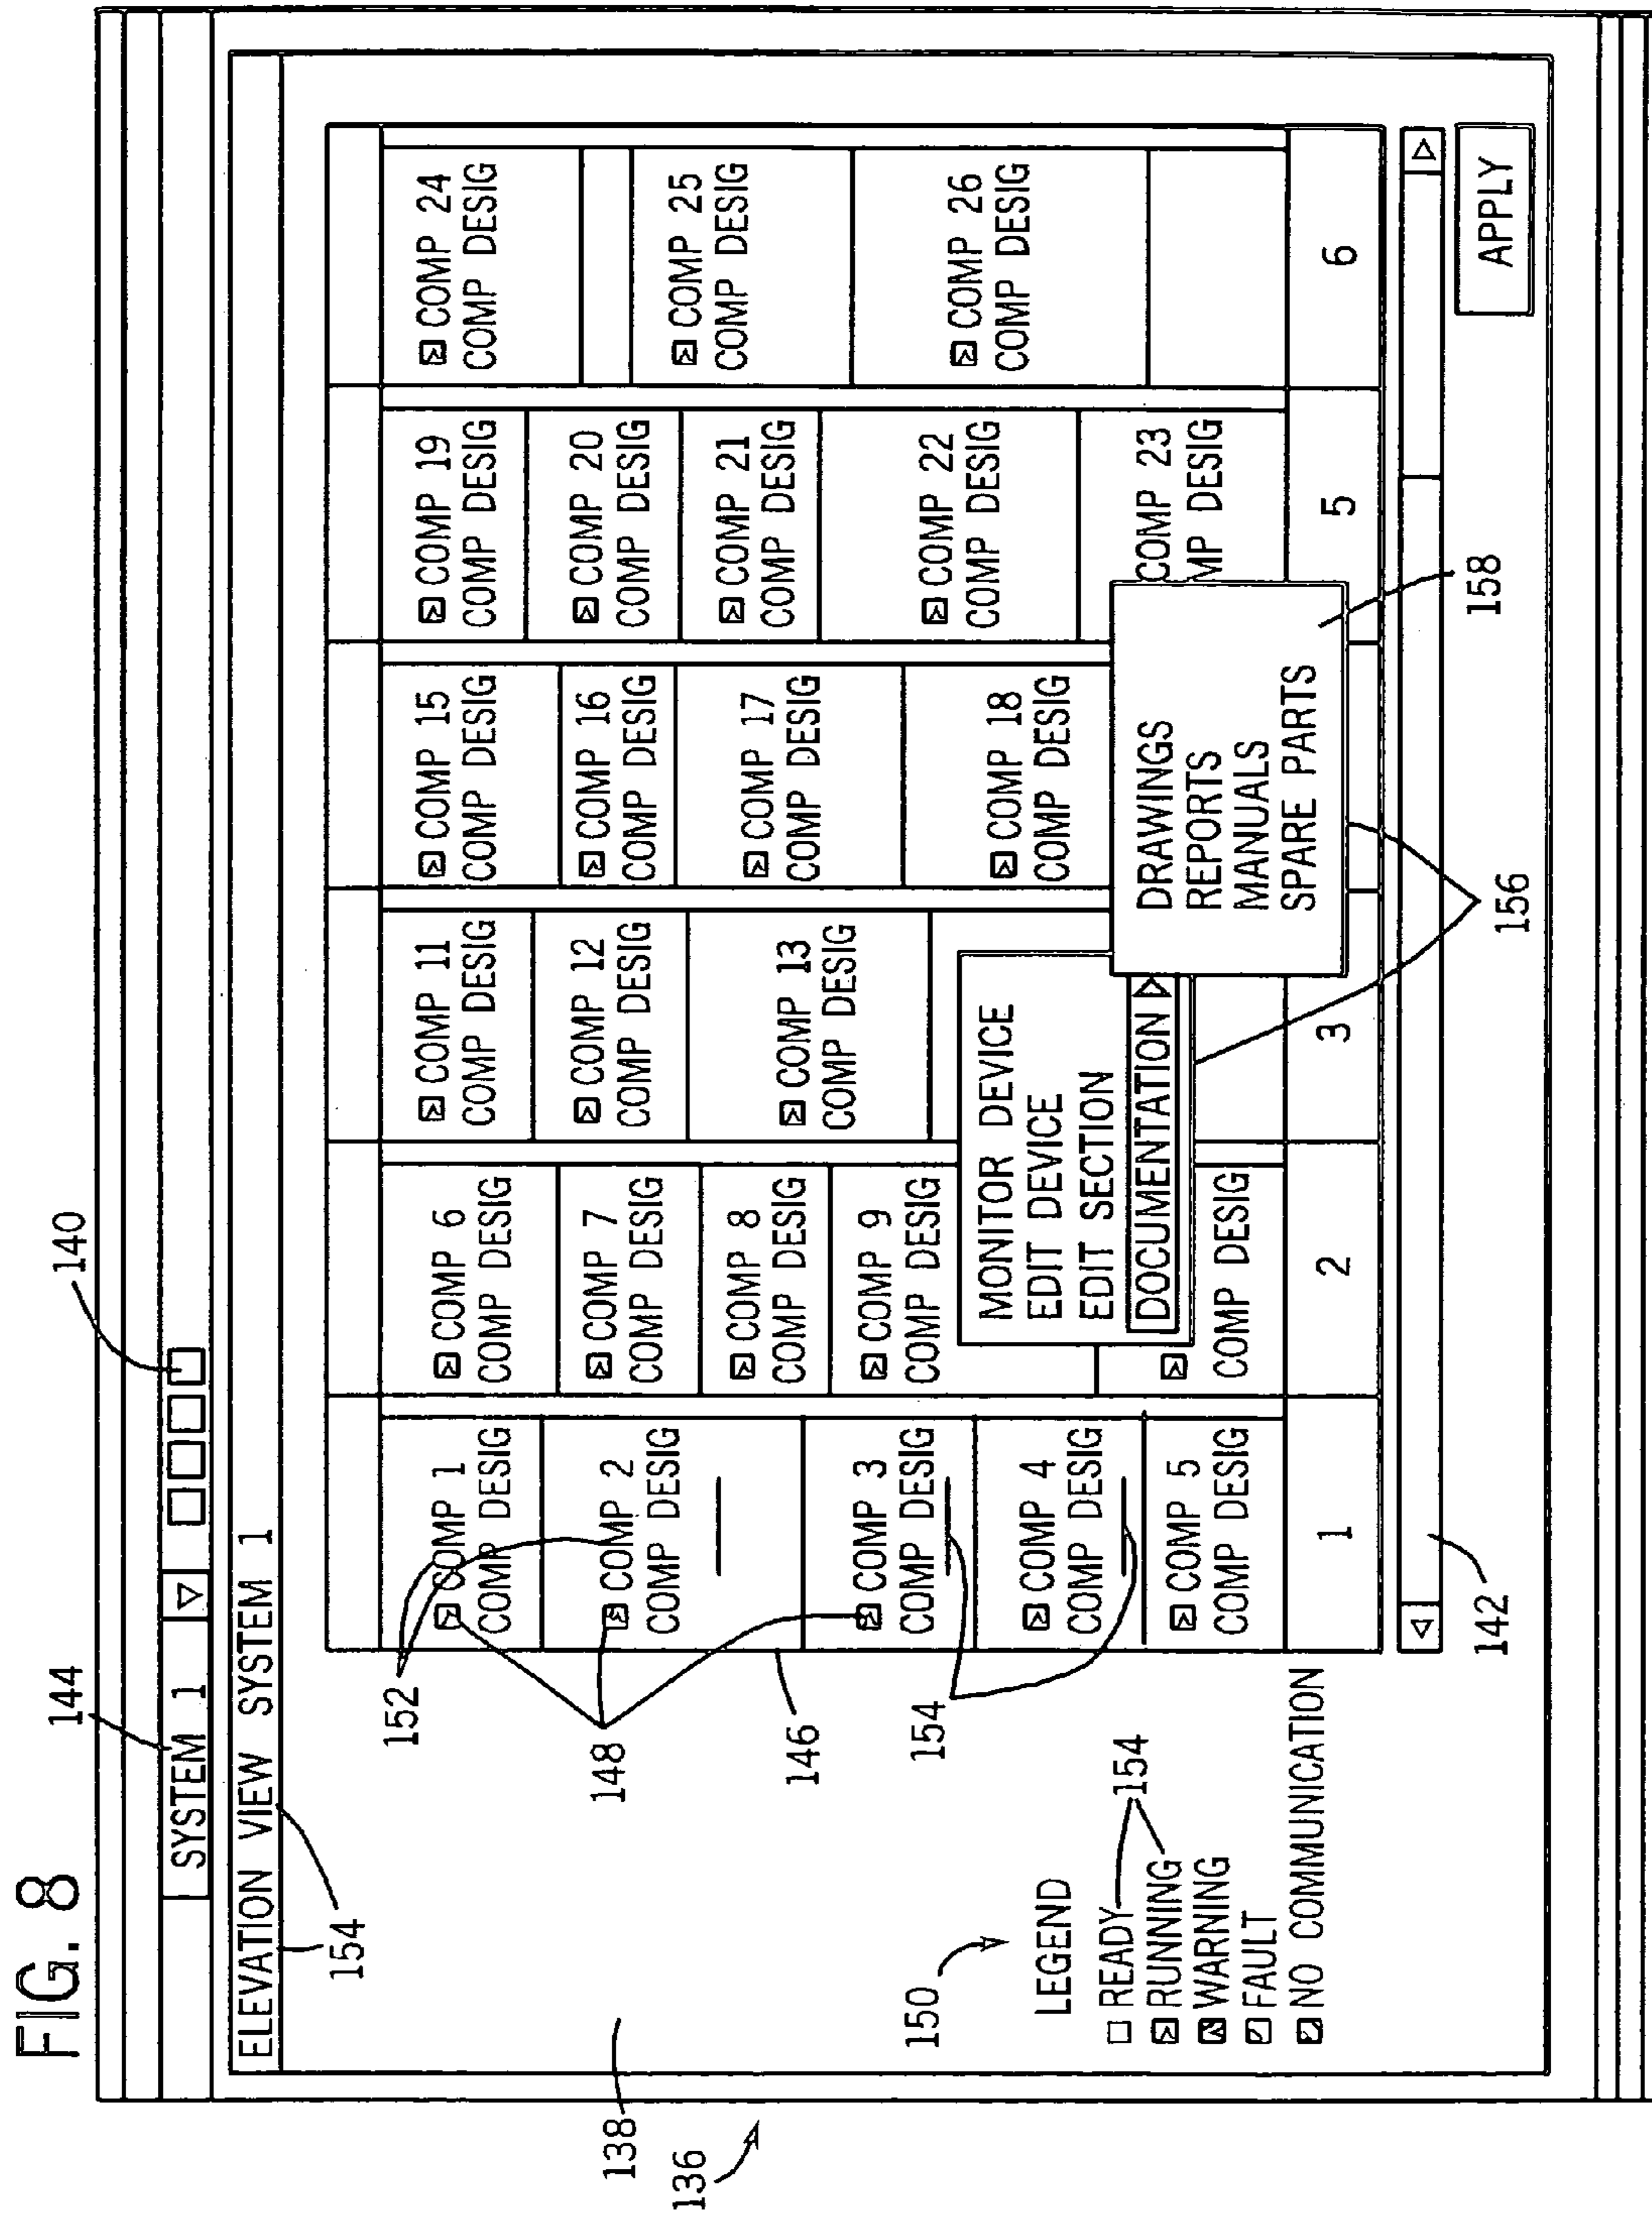 FIG. 8
144
140
SYSTEM 1
ELEVATION VIEW SYSTEM 1
154
138
136
152
148
146
154
COMP 1
COMP DESIG
COMP 2
COMP DESIG
COMP 3
COMP DESIG
COMP 4
COMP DESIG
COMP 5
COMP DESIG
1
COMP 6
COMP DESIG
COMP 7
COMP DESIG
COMP 8
COMP DESIG
COMP 9
COMP DESIG
COMP DESIG
2
COMP 11
COMP DESIG
COMP 12
COMP DESIG
COMP 13
COMP DESIG
3
COMP 15
COMP DESIG
COMP 16
COMP DESIG
COMP 17
COMP DESIG
COMP 18
COMP DESIG
COMP 19
COMP DESIG
COMP 20
COMP DESIG
COMP 21
COMP DESIG
COMP 22
COMP DESIG
COMP 23
MP DESIG
5
COMP 24
COMP DESIG
COMP 25
COMP DESIG
COMP 26
COMP DESIG
6
MONITOR DEVICE
EDIT DEVICE
EDIT SECTION
DOCUMENTATION
DRAWINGS
REPORTS
MANUALS
SPARE PARTS
150
LEGEND
READY
RUNNING
WARNING
FAULT
NO COMMUNICATION
154
142
156
158
APPLY